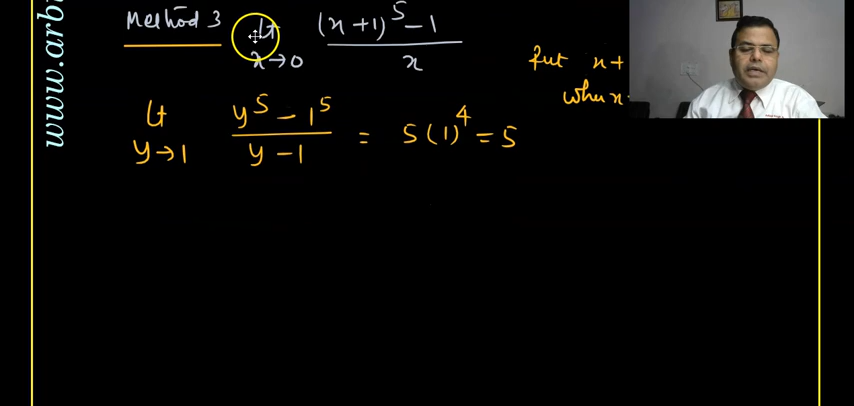 www.arb
Method 3 Lt x→0 (x+1)^5 - 1 / x
Put x+
when x
Lt y→1 y^5 - 1^5 / y - 1 = 5(1)^4 = 5